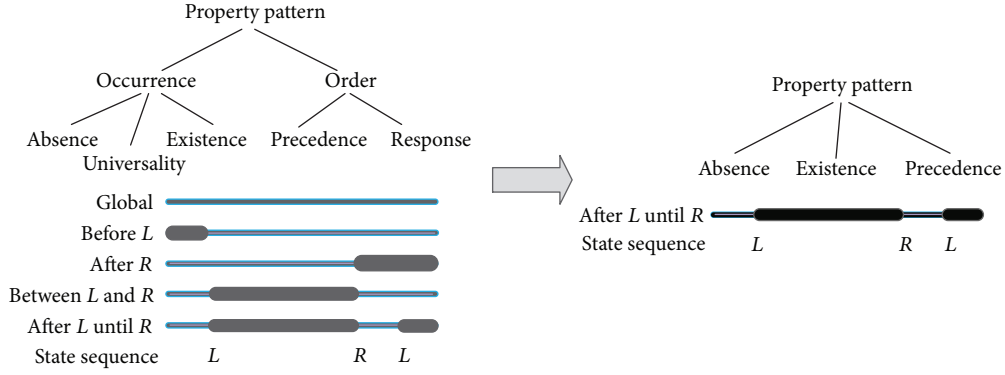 Property pattern
Occurrence Order
Absence Existence Precedence Response
Universality
Global
Before L
After R
Between L and R
After L until R
State sequence L R L
Property pattern
Absence Existence Precedence
After L until R
State sequence L R L